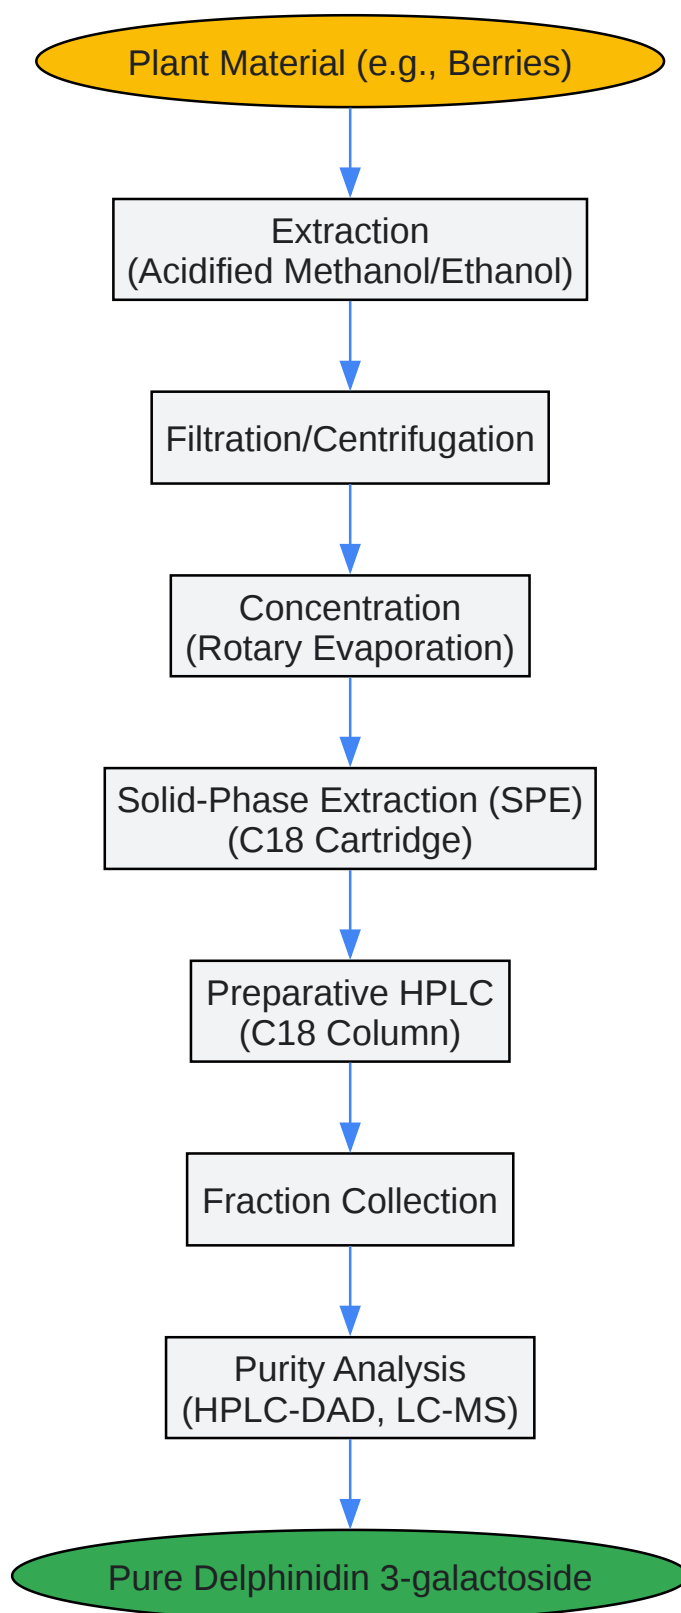 Plant Material (e.g., Berries)
Extraction
(Acidified Methanol/Ethanol)
Filtration/Centrifugation
Concentration
(Rotary Evaporation)
Solid-Phase Extraction (SPE)
(C18 Cartridge)
Preparative HPLC
(C18 Column)
Fraction Collection
Purity Analysis
(HPLC-DAD, LC-MS)
Pure Delphinidin 3-galactoside